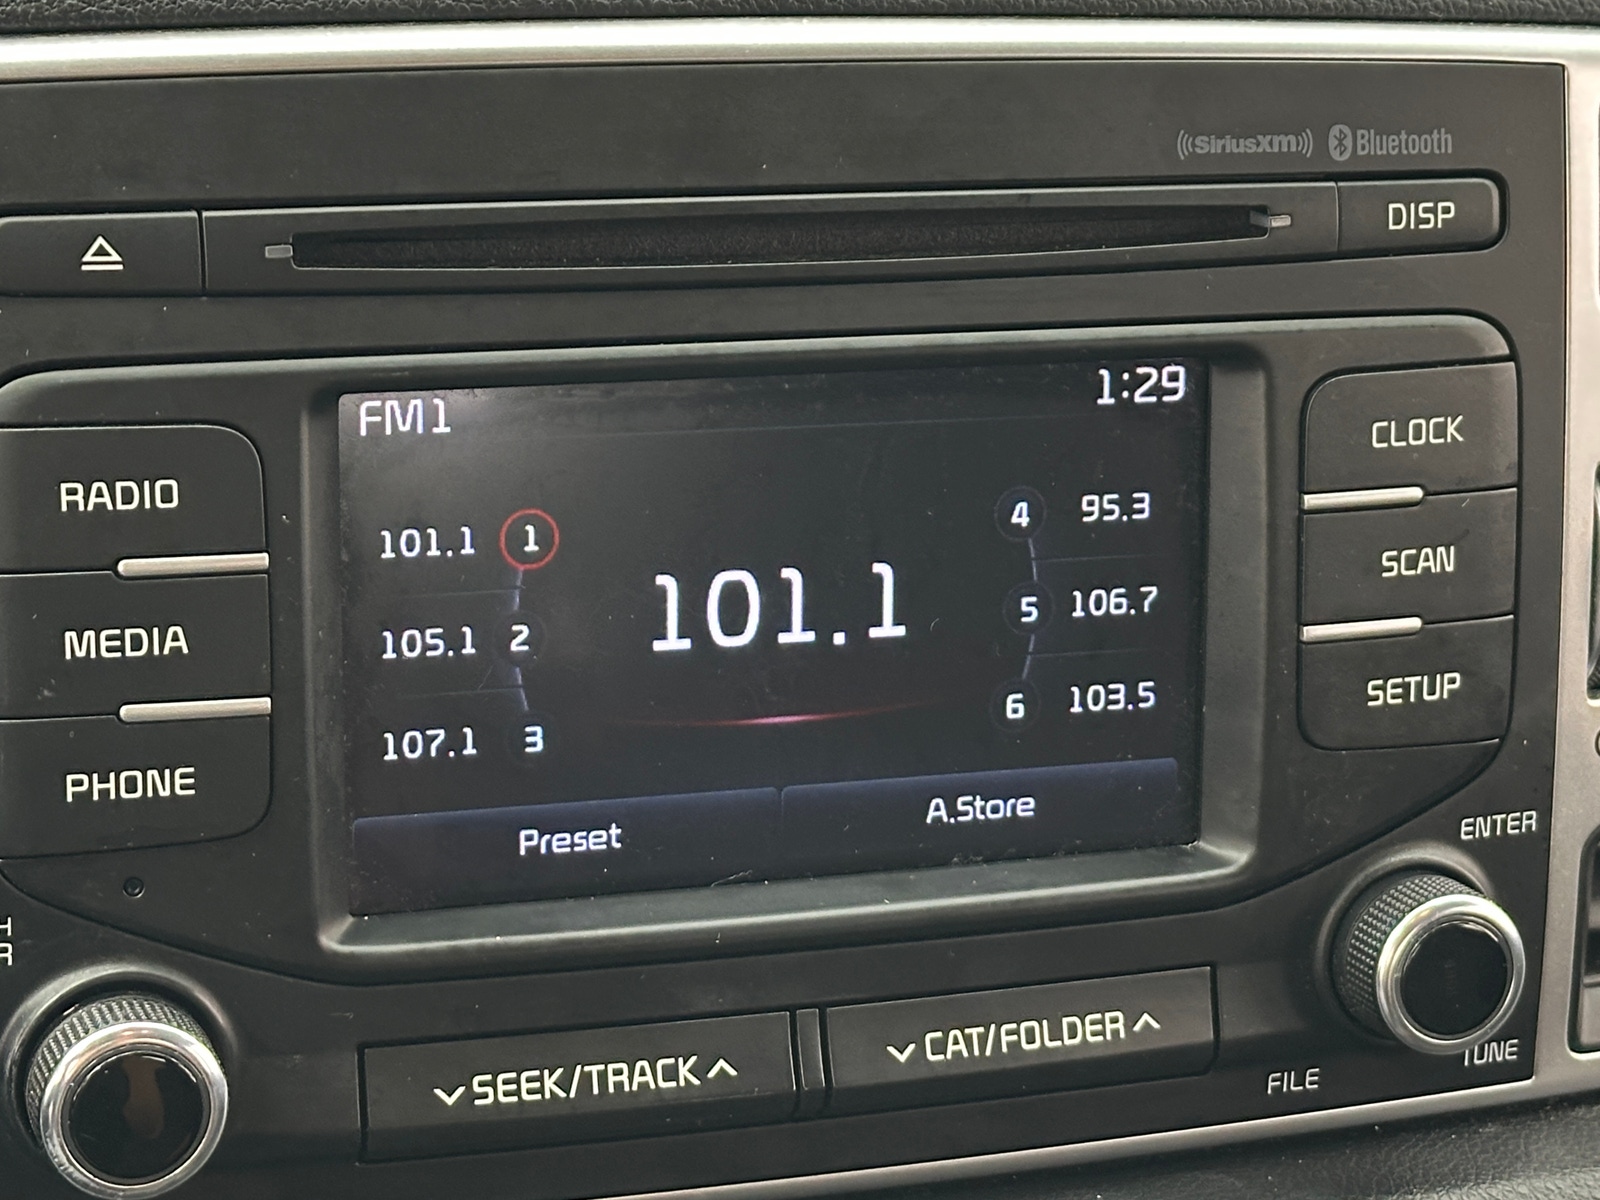 SiriusXM Bluetooth
DISP
FM1 1:29
CLOCK
RADIO
101.1 1
4 95.3
SCAN
101.1
MEDIA
105.1 2
5 106.7
SETUP
107.1 3
6 103.5
PHONE
Preset
A.Store
ENTER
H
R
SEEK/TRACK
CAT/FOLDER
FILE
TUNE